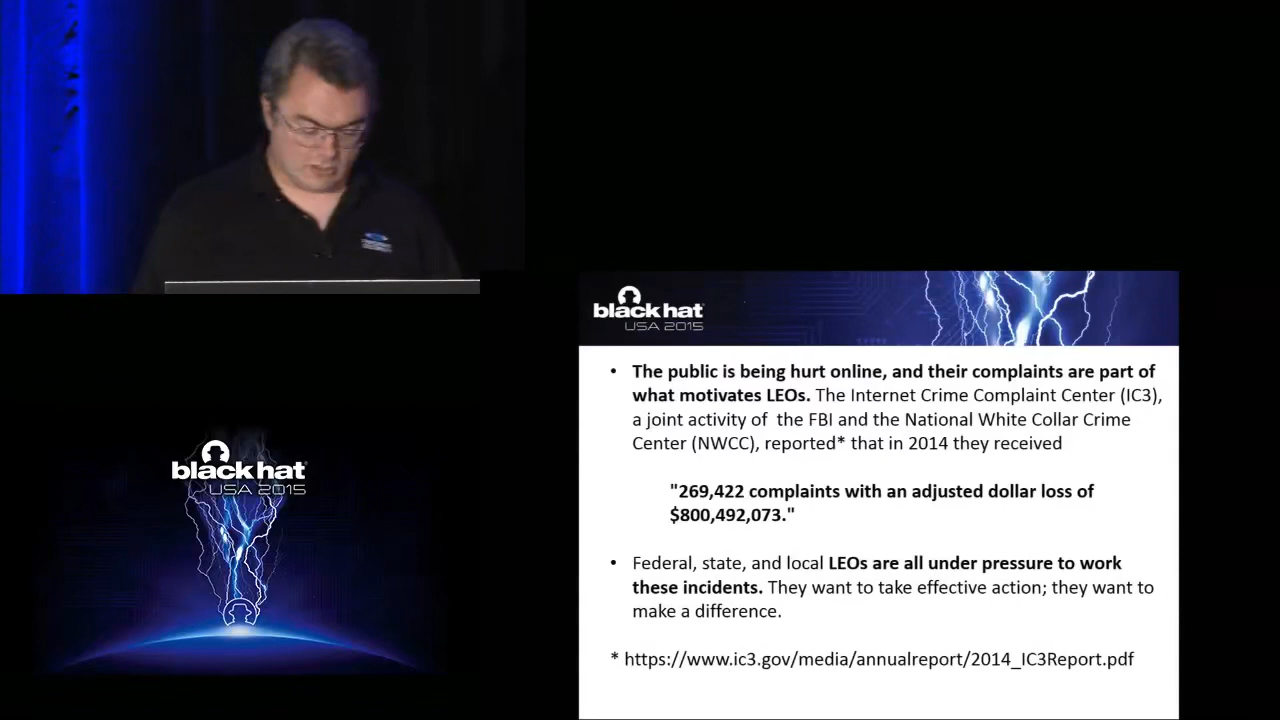 black hat
USA 2015
• The public is being hurt online, and their complaints are part of
what motivates LEOs. The Internet Crime Complaint Center (IC3),
a joint activity of the FBI and the National White Collar Crime
Center (NWCC), reported* that in 2014 they received
"269,422 complaints with an adjusted dollar loss of
$800,492,073."
• Federal, state, and local LEOs are all under pressure to work
these incidents. They want to take effective action; they want to
make a difference.
* https://www.ic3.gov/media/annualreport/2014_IC3Report.pdf
black hat
USA 2015